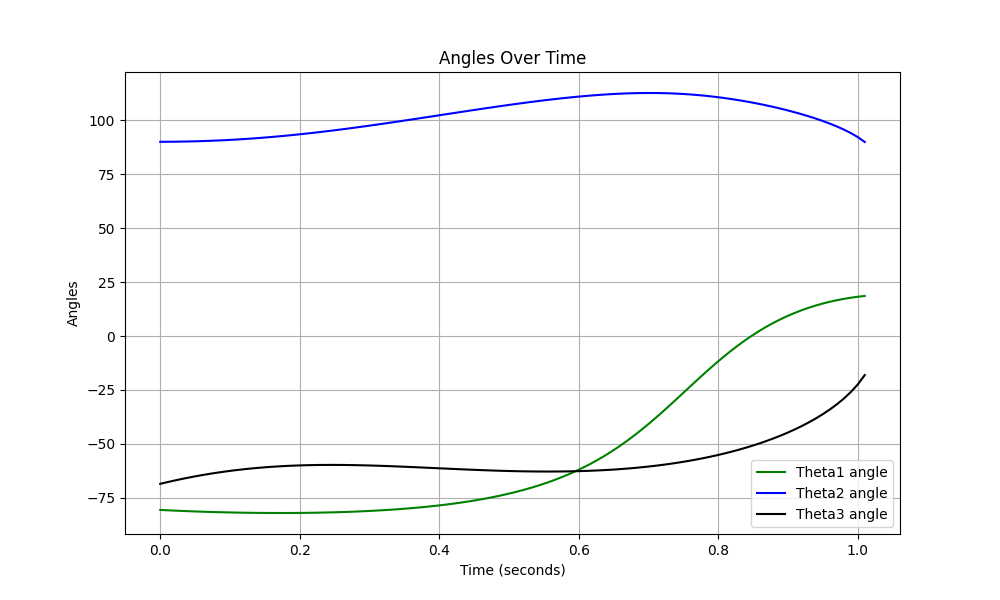 Angles Over Time
Angles
100
75
50
25
0
−25
−50
−75
0.0 0.2 0.4 0.6 0.8 1.0
Time (seconds)
Theta1 angle
Theta2 angle
Theta3 angle